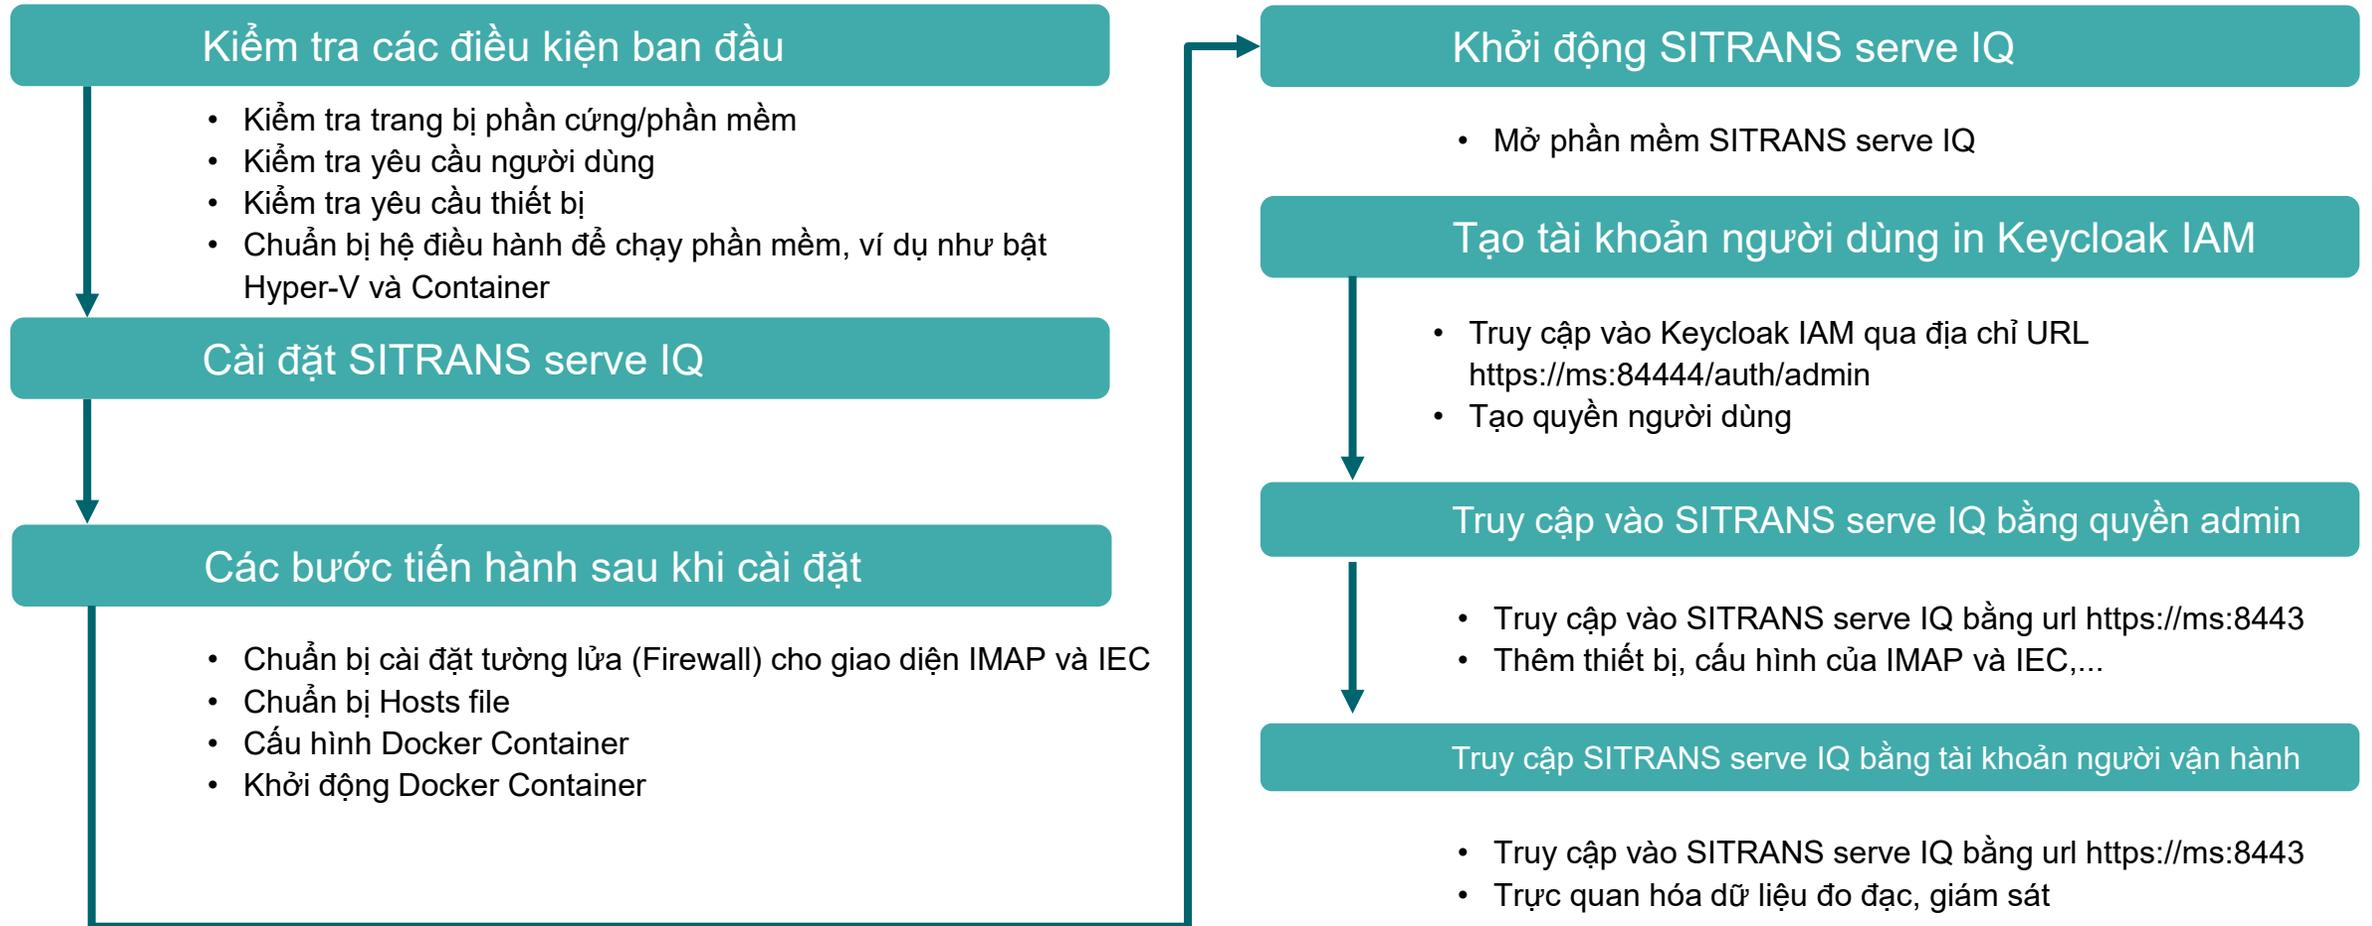 Kiểm tra các điều kiện ban đầu
• Kiểm tra trang bị phần cứng/phần mềm
• Kiểm tra yêu cầu người dùng
• Kiểm tra yêu cầu thiết bị
• Chuẩn bị hệ điều hành để chạy phần mềm, ví dụ như bật
Hyper-V và Container
Cài đặt SITRANS serve IQ
Các bước tiến hành sau khi cài đặt
• Chuẩn bị cài đặt tường lửa (Firewall) cho giao diện IMAP và IEC
• Chuẩn bị Hosts file
• Cấu hình Docker Container
• Khởi động Docker Container
Khởi động SITRANS serve IQ
• Mở phần mềm SITRANS serve IQ
Tạo tài khoản người dùng in Keycloak IAM
• Truy cập vào Keycloak IAM qua địa chỉ URL
https://ms:84444/auth/admin
• Tạo quyền người dùng
Truy cập vào SITRANS serve IQ bằng quyền admin
• Truy cập vào SITRANS serve IQ bằng url https://ms:8443
• Thêm thiết bị, cấu hình của IMAP và IEC,...
Truy cập SITRANS serve IQ bằng tài khoản người vận hành
• Truy cập vào SITRANS serve IQ bằng url https://ms:8443
• Trực quan hóa dữ liệu đo đạc, giám sát